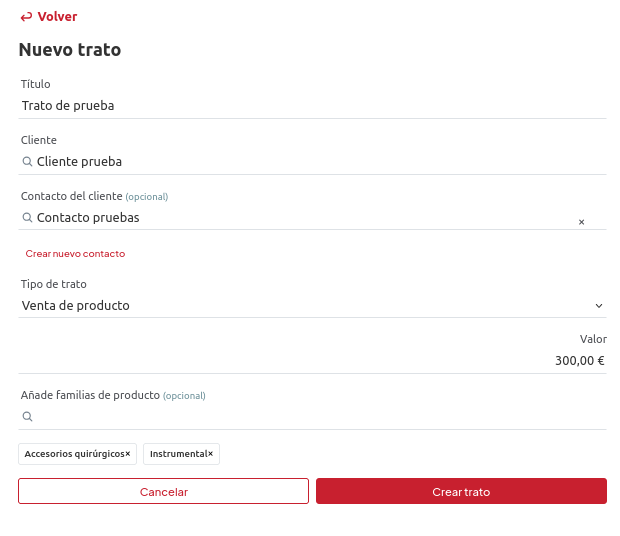 Volver
Nuevo trato
Título
Trato de prueba
Cliente
Cliente prueba
Contacto del cliente (opcional)
Contacto pruebas ×
Crear nuevo contacto
Tipo de trato
Venta de producto
Valor
300,00 €
Añade familias de producto (opcional)
Accesorios quirúrgicos× Instrumental×
Cancelar Crear trato